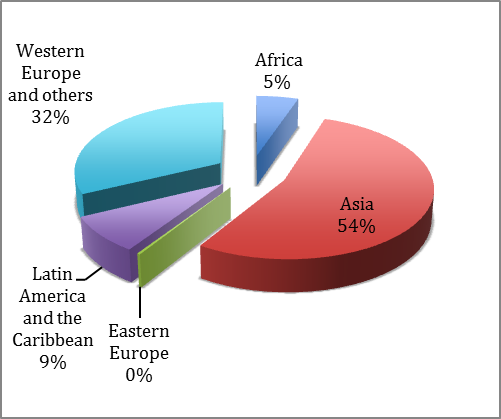 Western
Europe
and others
32%
Africa
5%
Asia
54%
Latin
America
and the
Caribbean
9%
Eastern
Europe
0%